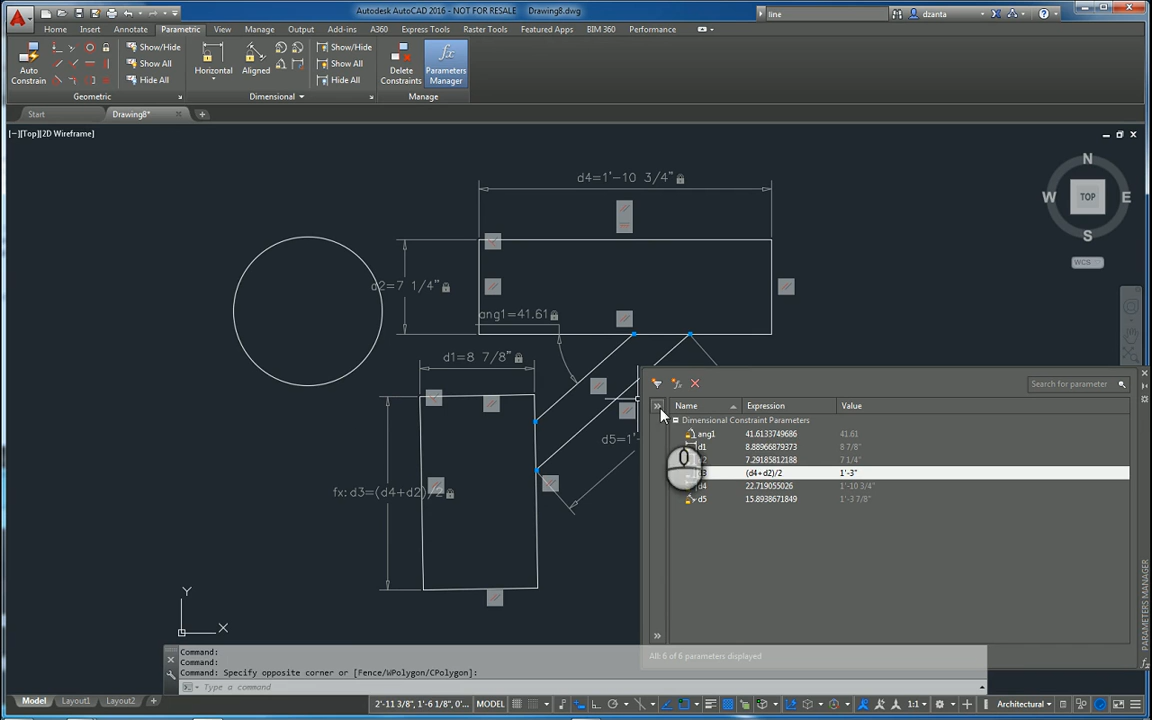 Autodesk AutoCAD 2016 - NOT FOR RESALE Drawing8.dwg
line
dzanta
Home Insert Annotate Parametric View Manage Output Add-ins A360 Express Tools Raster Tools Featured Apps BIM 360 Performance
Auto Constrain
Show/Hide
Show All
Hide All
Geometric
Horizontal
Aligned
Show/Hide
Show All
Hide All
Dimensional
Delete Constraints
Parameters Manager
Manage
Start
Drawing8*
[−][Top][2D Wireframe]
N
W TOP E
S
WCS
d4=1'-10 3/4"
d2=7 1/4"
ang1=41.61
d1=8 7/8"
d5=1'-
fx: d3=(d4+d2)/2
Search for parameter
Name Expression Value
Dimensional Constraint Parameters
ang1 41.6133749686 41.61
d1 8.88966879373 8 7/8"
7.29185812188 7 1/4"
(d4+d2)/2 1'-3"
d4 22.719055026 1'-10 3/4"
d5 15.8938671849 1'-3 7/8"
All: 6 of 6 parameters displayed
PARAMETERS MANAGER
Y
X
Command:
Command:
Command: Specify opposite corner or [Fence/WPolygon/CPolygon]:
Type a command
Model Layout1 Layout2 +
2'-11 3/8", 1'-6 1/8", 0'... MODEL
1:1
Architectural